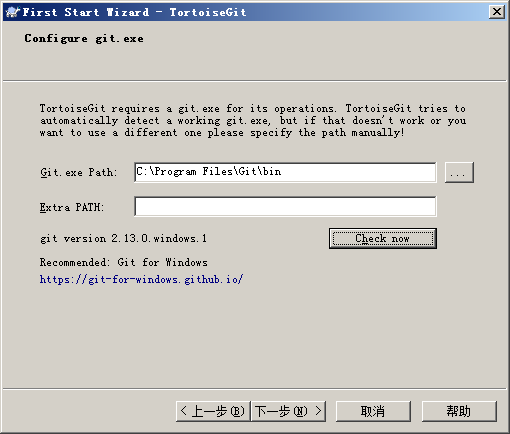 First Start Wizard - TortoiseGit
Configure git.exe
TortoiseGit requires a git.exe for its operations. TortoiseGit tries to
automatically detect a working git.exe, but if that doesn't work or you
want to use a different one please specify the path manually!
Git.exe Path: C:\Program Files\Git\bin ...
Extra PATH:
git version 2.13.0.windows.1 Check now
Recommended: Git for Windows
https://git-for-windows.github.io/
< 上一步(B) 下一步(N) > 取消 帮助